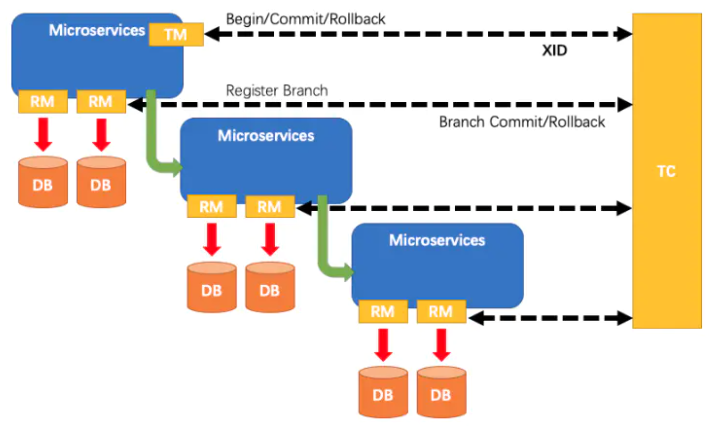 Begin/Commit/Rollback
Microservices
TM
XID
RM
RM
Register Branch
Branch Commit/Rollback
Microservices
TC
DB
DB
RM
RM
Microservices
DB
DB
RM
RM
DB
DB